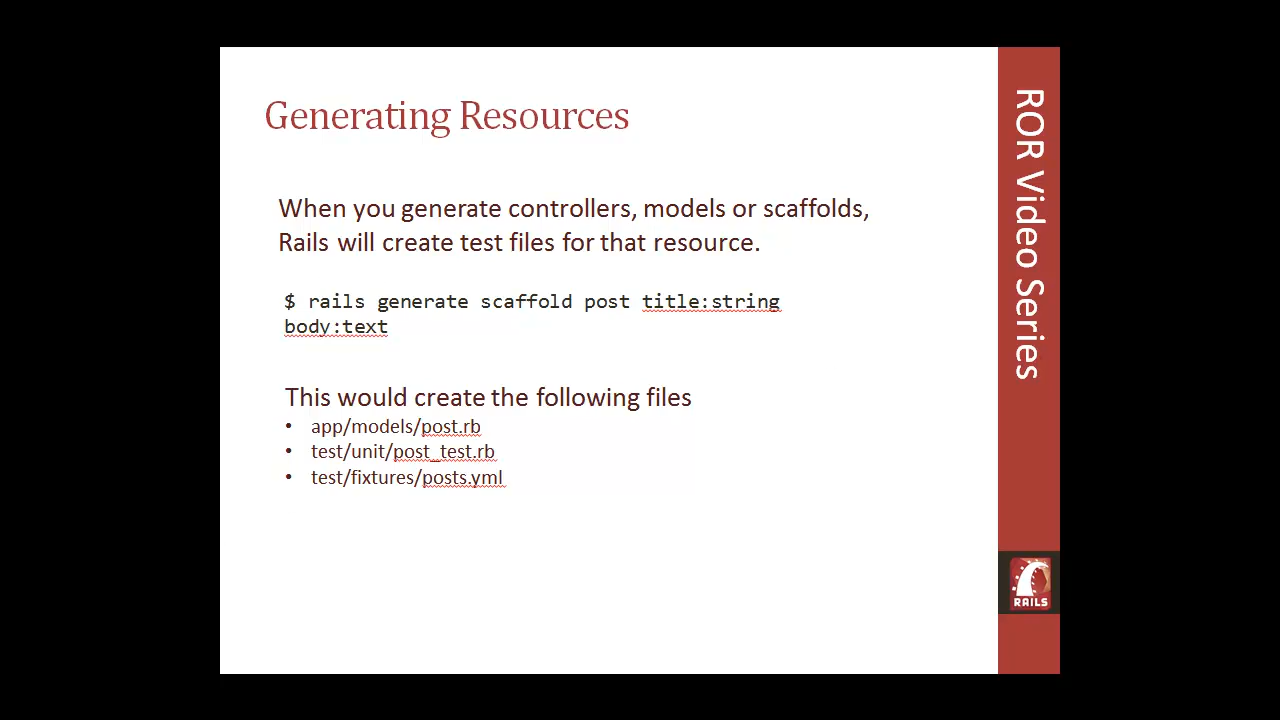 Generating Resources
When you generate controllers, models or scaffolds,
Rails will create test files for that resource.
$ rails generate scaffold post title:string
body:text
This would create the following files
• app/models/post.rb
• test/unit/post_test.rb
• test/fixtures/posts.yml
ROR Video Series
RAILS